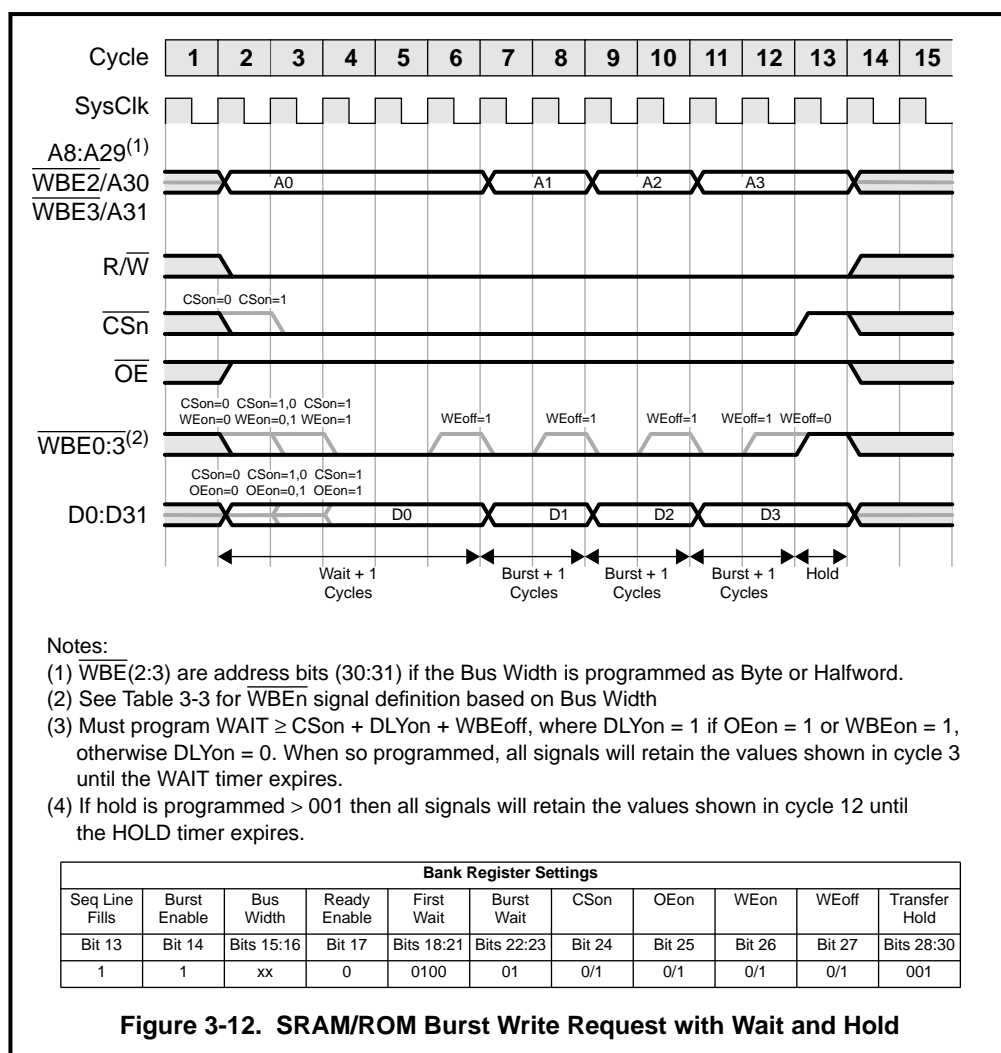 Cycle 1 2 3 4 5 6 7 8 9 10 11 12 13 14 15
SysClk
A8:A29(1)
WBE2/A30 A0 A1 A2 A3
WBE3/A31
R/W
CSon=0 CSon=1
CSn
OE
CSon=0 CSon=1,0 CSon=1
WEon=0 WEon=0,1 WEon=1 WEoff=1 WEoff=1 WEoff=1 WEoff=1 WEoff=0
WBE0:3(2)
CSon=0 CSon=1,0 CSon=1
OEon=0 OEon=0,1 OEon=1
D0:D31 D0 D1 D2 D3
Wait + 1 Burst + 1 Burst + 1 Burst + 1 Hold
Cycles Cycles Cycles Cycles
Notes:
(1) WBE(2:3) are address bits (30:31) if the Bus Width is programmed as Byte or Halfword.
(2) See Table 3-3 for WBEn signal definition based on Bus Width
(3) Must program WAIT ≥ CSon + DLYon + WBEoff, where DLYon = 1 if OEon = 1 or WBEon = 1,
otherwise DLYon = 0. When so programmed, all signals will retain the values shown in cycle 3
until the WAIT timer expires.
(4) If hold is programmed > 001 then all signals will retain the values shown in cycle 12 until
the HOLD timer expires.
Bank Register Settings
Seq Line Burst Bus Ready First Burst CSon OEon WEon WEoff Transfer
Fills Enable Width Enable Wait Wait Hold
Bit 13 Bit 14 Bits 15:16 Bit 17 Bits 18:21 Bits 22:23 Bit 24 Bit 25 Bit 26 Bit 27 Bits 28:30
1 1 xx 0 0100 01 0/1 0/1 0/1 0/1 001
Figure 3-12. SRAM/ROM Burst Write Request with Wait and Hold